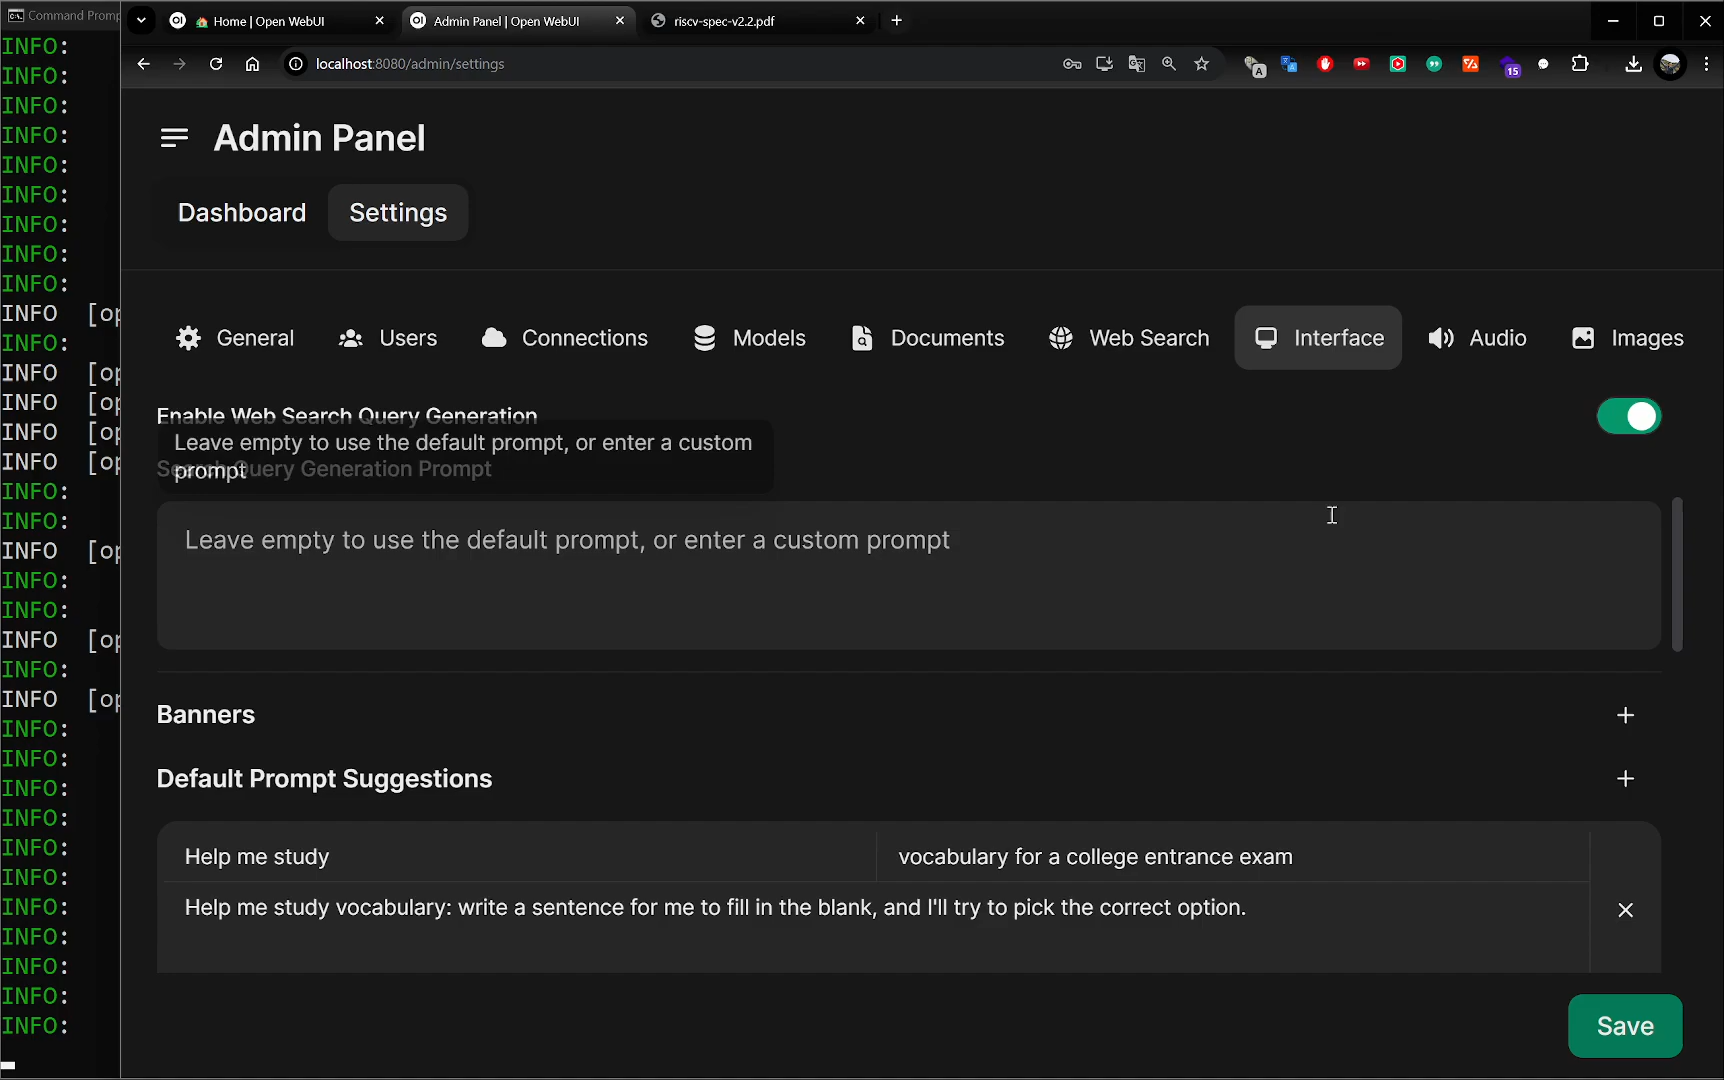 Command Promp
Home | Open WebUI
Admin Panel | Open WebUI
riscv-spec-v2.2.pdf
localhost:8080/admin/settings
A
15
INFO:
INFO:
INFO:
INFO:
INFO:
INFO:
INFO:
INFO:
INFO:
INFO [op
INFO:
INFO [op
INFO [op
INFO [op
INFO [op
INFO:
INFO:
INFO [op
INFO:
INFO:
INFO [op
INFO:
INFO [op
INFO:
INFO:
INFO:
INFO:
INFO:
INFO:
INFO:
INFO:
INFO:
INFO:
INFO:
Admin Panel
Dashboard
Settings
General
Users
Connections
Models
Documents
Web Search
Interface
Audio
Images
Enable Web Search Query Generation
Leave empty to use the default prompt, or enter a custom
prompt
Search Query Generation Prompt
Leave empty to use the default prompt, or enter a custom prompt
Banners
Default Prompt Suggestions
Help me study
vocabulary for a college entrance exam
Help me study vocabulary: write a sentence for me to fill in the blank, and I'll try to pick the correct option.
Save